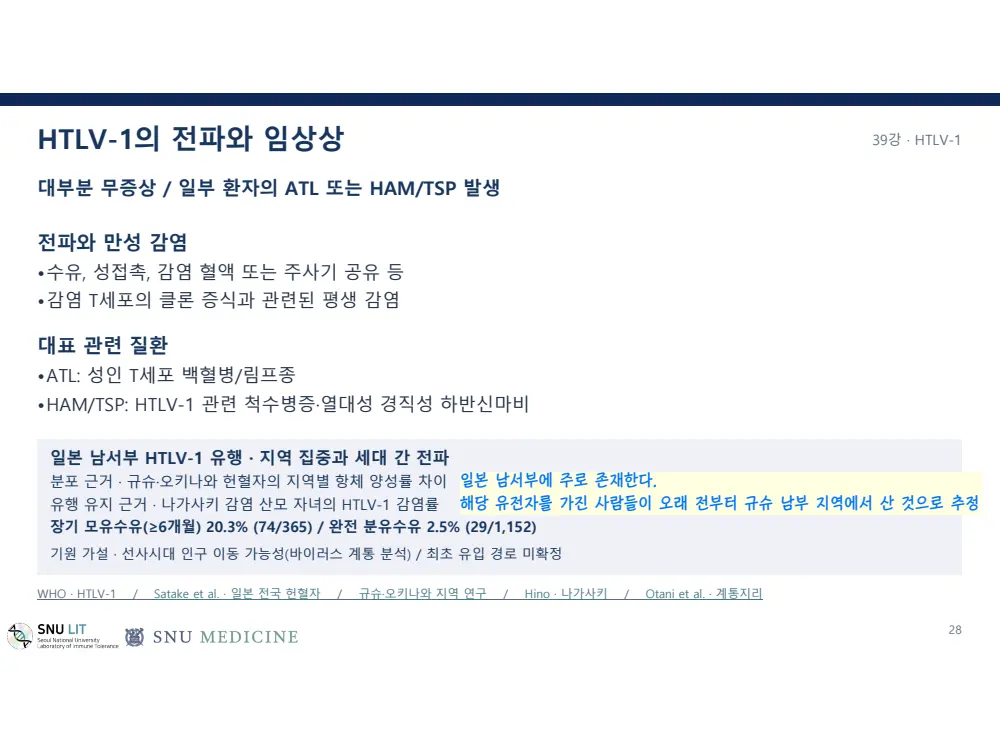 HTLV-1의 전파와 임상상
39강 · HTLV-1
대부분 무증상 / 일부 환자의 ATL 또는 HAM/TSP 발생
전파와 만성 감염
•수유, 성접촉, 감염 혈액 또는 주사기 공유 등
•감염 T세포의 클론 증식과 관련된 평생 감염
대표 관련 질환
•ATL: 성인 T세포 백혈병/림프종
•HAM/TSP: HTLV-1 관련 척수병증·열대성 경직성 하반신마비
일본 남서부 HTLV-1 유행 · 지역 집중과 세대 간 전파
분포 근거 · 규슈·오키나와 헌혈자의 지역별 항체 양성률 차이
일본 남서부에 주로 존재한다.
유행 유지 근거 · 나가사키 감염 산모 자녀의 HTLV-1 감염률
해당 유전자를 가진 사람들이 오래 전부터 규슈 남부 지역에서 산 것으로 추정
장기 모유수유(≥6개월) 20.3% (74/365) / 완전 분유수유 2.5% (29/1,152)
기원 가설 · 선사시대 인구 이동 가능성(바이러스 계통 분석) / 최초 유입 경로 미확정
WHO · HTLV-1 / Satake et al. · 일본 전국 헌혈자 / 규슈·오키나와 지역 연구 / Hino · 나가사키 / Otani et al. · 계통지리
SNU LIT
Seoul National University
Laboratory of Immune Tolerance
SNU MEDICINE
28